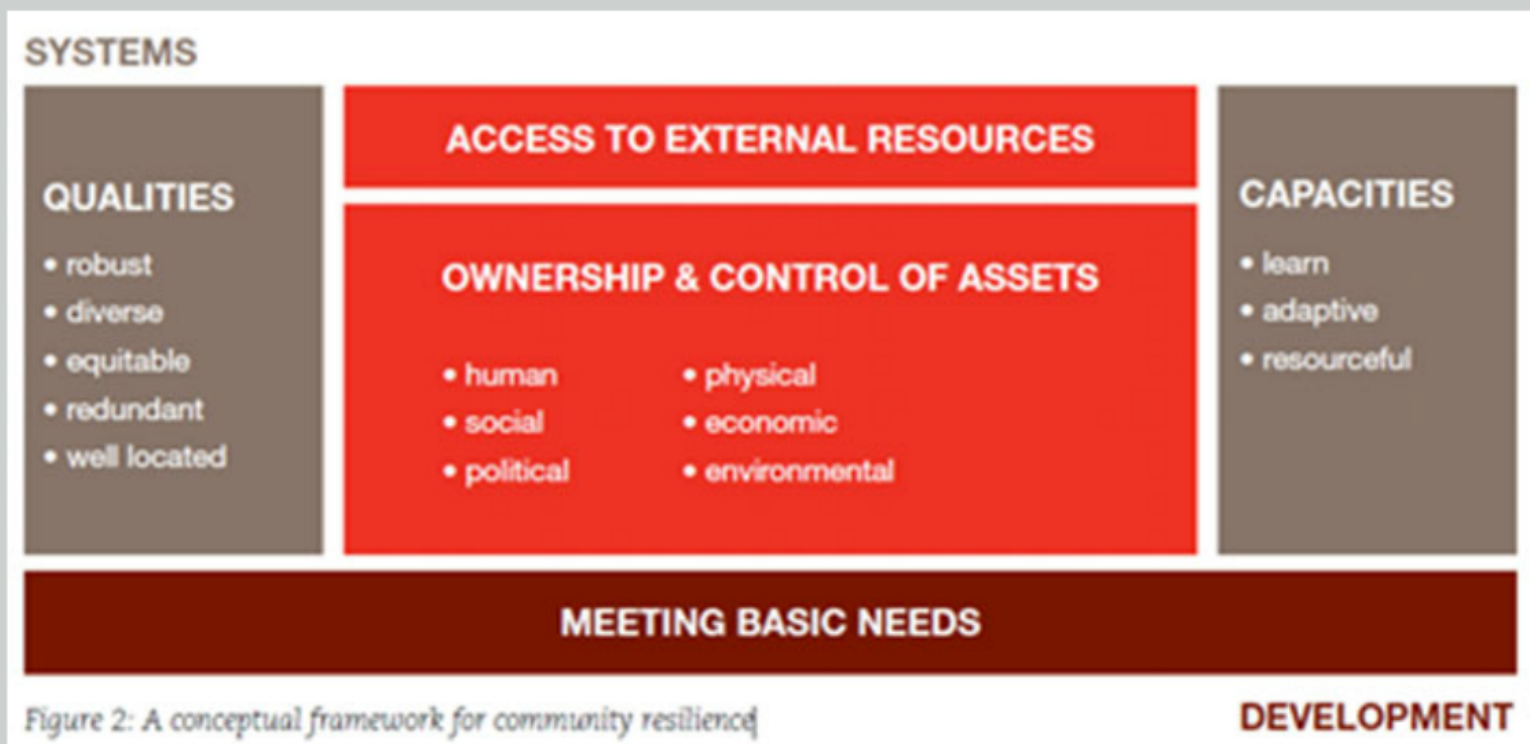 SYSTEMS
QUALITIES
• robust
• diverse
• equitable
• redundant
• well located
ACCESS TO EXTERNAL RESOURCES
OWNERSHIP & CONTROL OF ASSETS
• human
• social
• political
• physical
• economic
• environmental
CAPACITIES
• learn
• adaptive
• resourceful
MEETING BASIC NEEDS
Figure 2: A conceptual framework for community resilience
DEVELOPMENT